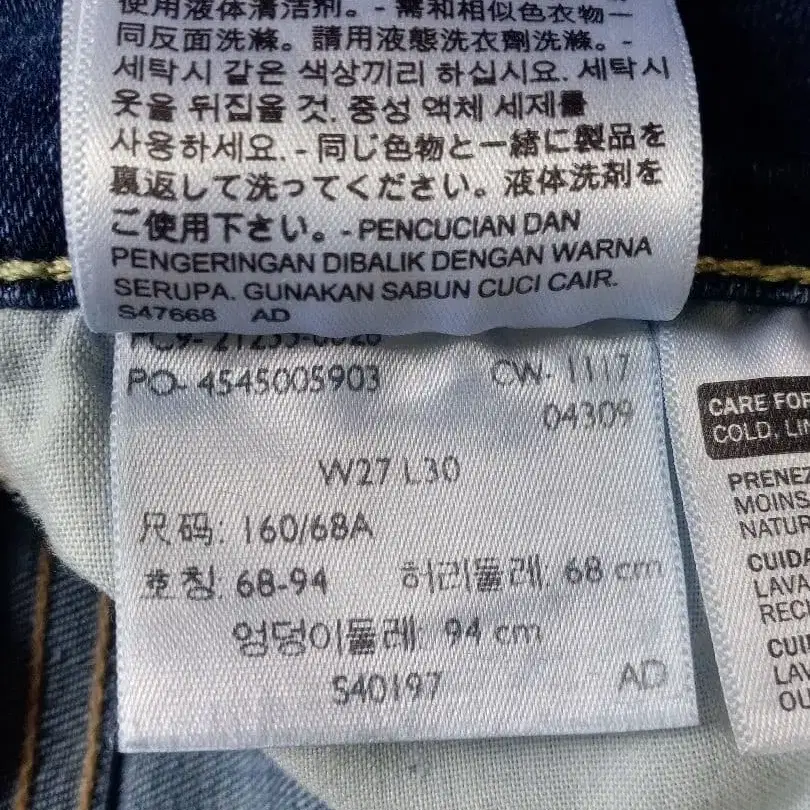 使用液体清洁剂。- 需和相似色衣物一
同反面洗滌。請用液態洗衣劑洗滌。-
세탁시 같은 색상끼리 하십시요. 세탁시
옷을 뒤집을 것. 중성 액체 세제를
사용하세요. - 同じ色物と一緒に製品を
裏返して洗ってください。液体洗剤を
ご使用下さい。- PENCUCIAN DAN
PENGERINGAN DIBALIK DENGAN WARNA
SERUPA. GUNAKAN SABUN CUCI CAIR.
S47668 AD
PO- 4545005903 CW- 1117
04309
W27 L30
尺码: 160/68A
호칭: 68-94 허리둘레: 68 cm
엉덩이둘레: 94 cm
S40197 AD
CARE FOR
COLD, LIN
PRENEZ
MOINS
NATUR
CUIDA
LAVA
RECI
CUI
LAV
OU